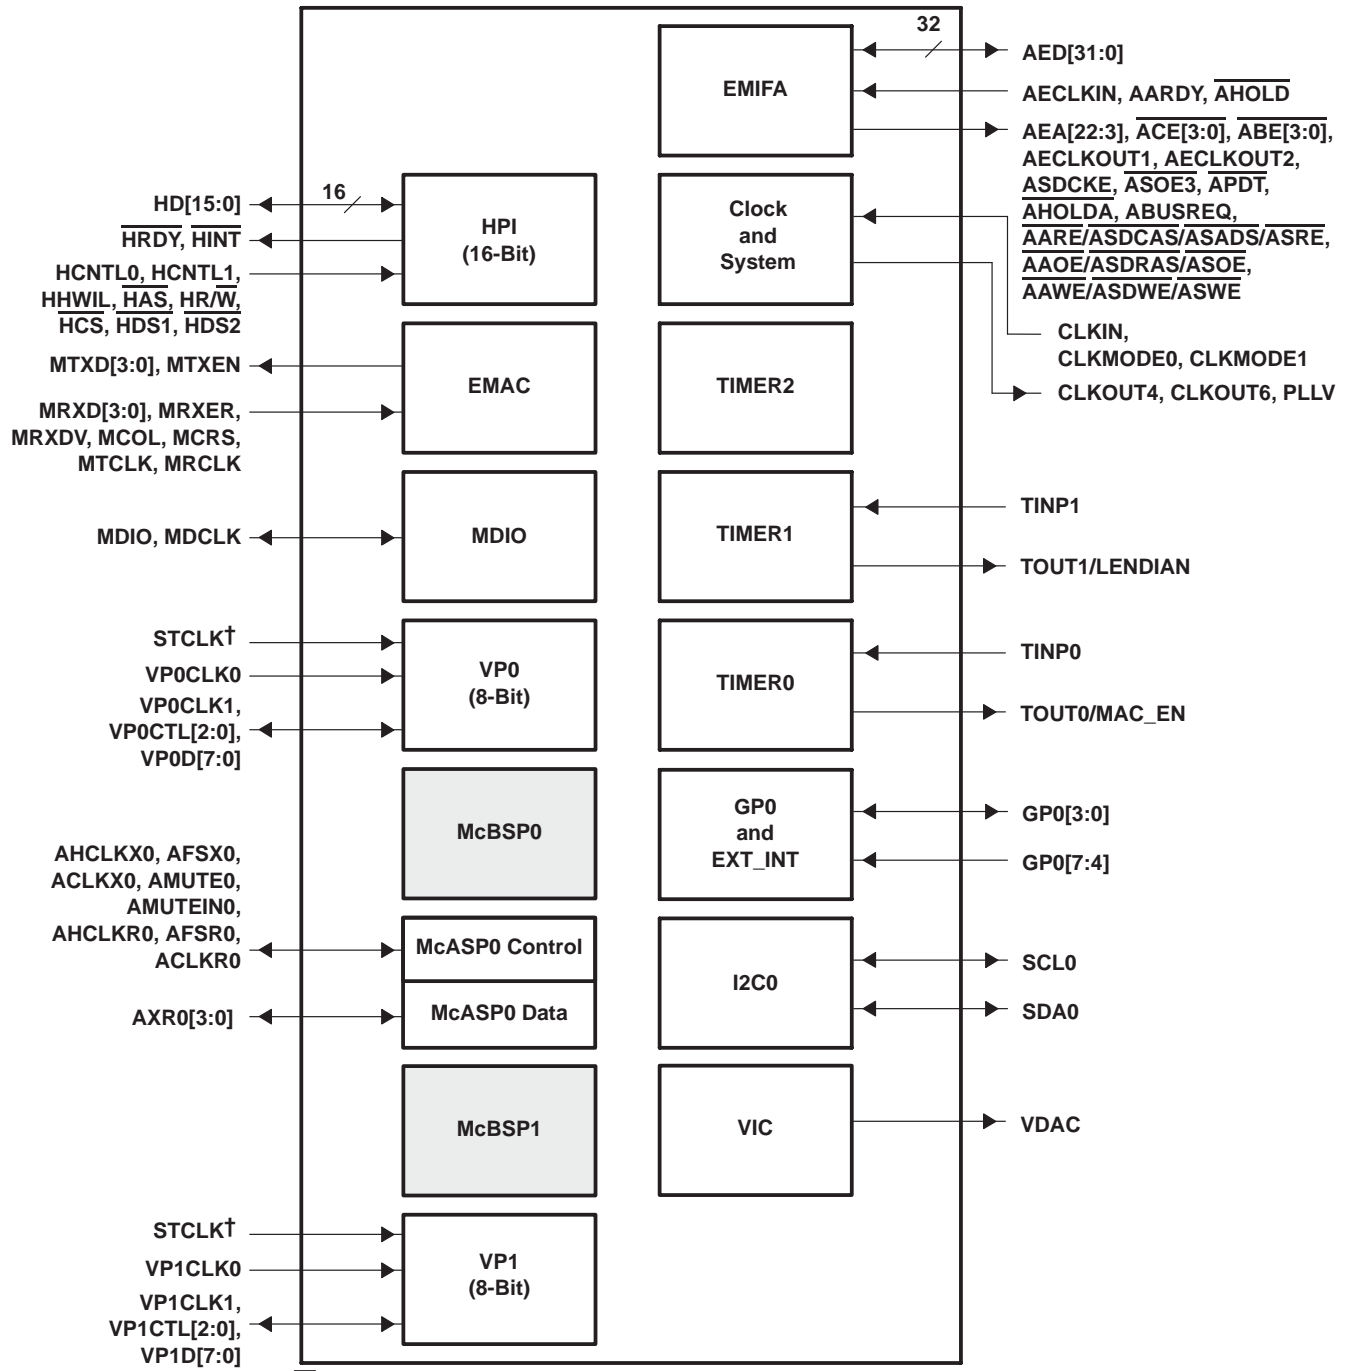 32
AED[31:0]
EMIFA
AECLKIN, AARDY, AHOLD
AEA[22:3], ACE[3:0], ABE[3:0],
AECLKOUT1, AECLKOUT2,
ASDCKE, ASOE3, APDT,
AHOLDA, ABUSREQ,
AARE/ASDCAS/ASADS/ASRE,
AAOE/ASDRAS/ASOE,
AAWE/ASDWE/ASWE
HD[15:0]
16
HRDY, HINT
HCNTL0, HCNTL1,
HHWIL, HAS, HR/W,
HCS, HDS1, HDS2
HPI
(16-Bit)
Clock
and
System
CLKIN,
CLKMODE0, CLKMODE1
CLKOUT4, CLKOUT6, PLLV
MTXD[3:0], MTXEN
MRXD[3:0], MRXER,
MRXDV, MCOL, MCRS,
MTCLK, MRCLK
EMAC
TIMER2
MDIO, MDCLK
MDIO
TIMER1
TINP1
TOUT1/LENDIAN
STCLK†
VP0CLK0
VP0CLK1,
VP0CTL[2:0],
VP0D[7:0]
VP0
(8-Bit)
TIMER0
TINP0
TOUT0/MAC_EN
McBSP0
GP0
and
EXT_INT
GP0[3:0]
GP0[7:4]
AHCLKX0, AFSX0,
ACLKX0, AMUTE0,
AMUTEIN0,
AHCLKR0, AFSR0,
ACLKR0
McASP0 Control
AXR0[3:0]
McASP0 Data
I2C0
SCL0
SDA0
McBSP1
VIC
VDAC
STCLK†
VP1CLK0
VP1CLK1,
VP1CTL[2:0],
VP1D[7:0]
VP1
(8-Bit)